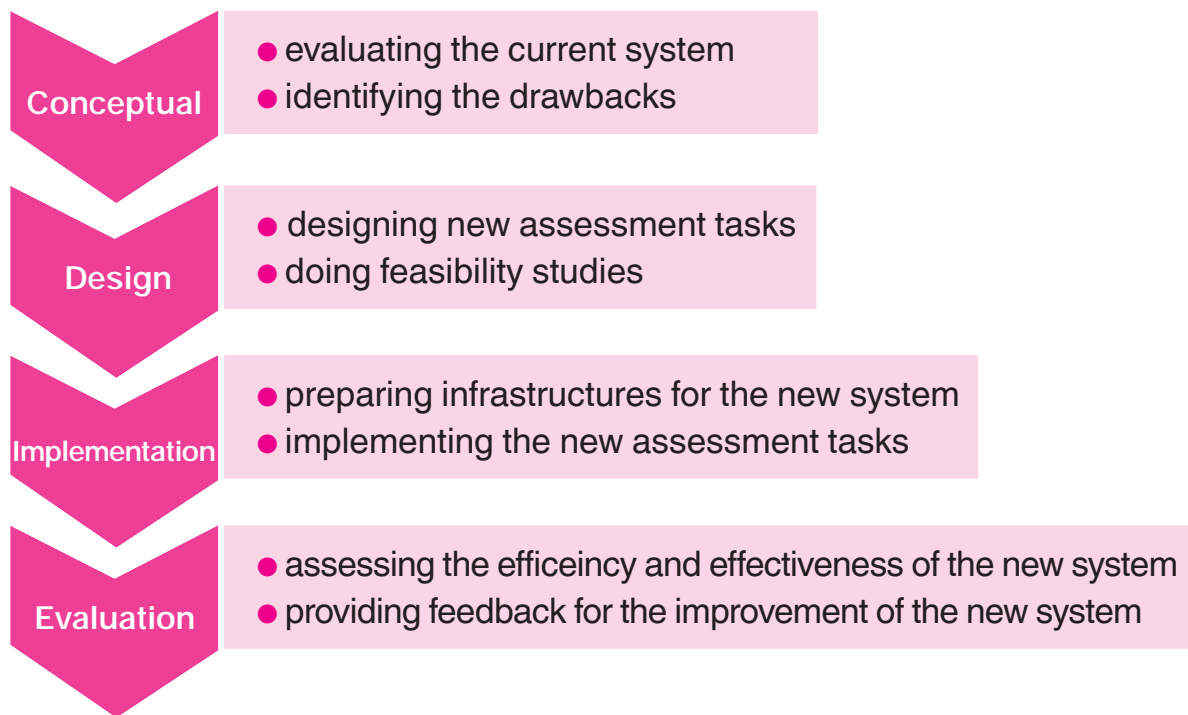 Conceptual
● evaluating the current system
● identifying the drawbacks
Design
● designing new assessment tasks
● doing feasibility studies
Implementation
● preparing infrastructures for the new system
● implementing the new assessment tasks
Evaluation
● assessing the efficeincy and effectiveness of the new system
● providing feedback for the improvement of the new system